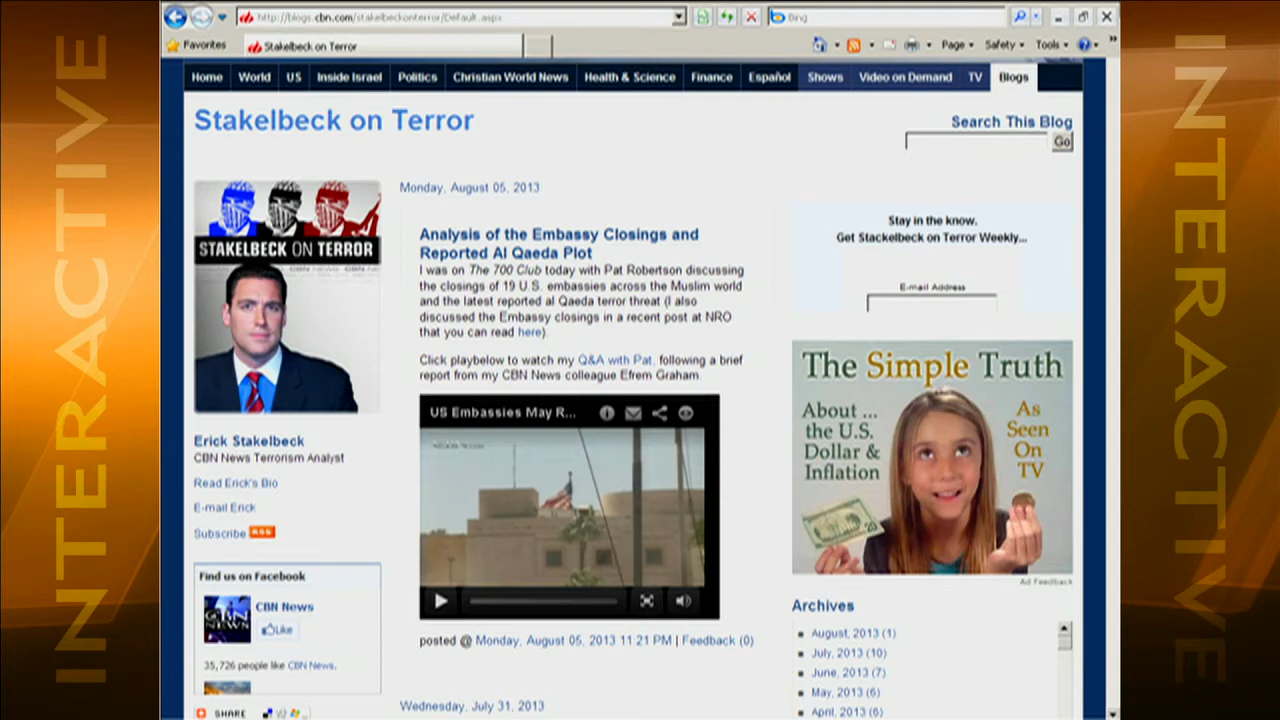 INTERACTIVE
http://blogs.cbn.com/stakelbeckonterror/Default.aspx
Bing
Favorites
Stakelbeck on Terror
Page
Safety
Tools
Home World US Inside Israel Politics Christian World News Health & Science Finance Español Shows Video on Demand TV Blogs
Stakelbeck on Terror
Search This Blog
Go
STAKELBECK ON TERROR
Erick Stakelbeck
CBN News Terrorism Analyst
Read Erick's Bio
E-mail Erick
Subscribe RSS
Find us on Facebook
CBN News
CBN NEWS
Like
35,726 people like CBN News.
SHARE
Monday, August 05, 2013
Analysis of the Embassy Closings and
Reported Al Qaeda Plot
I was on The 700 Club today with Pat Robertson discussing
the closings of 19 U.S. embassies across the Muslim world
and the latest reported al Qaeda terror threat (I also
discussed the Embassy closings in a recent post at NRO
that you can read here).
Click playbelow to watch my Q&A with Pat, following a brief
report from my CBN News colleague Efrem Graham.
US Embassies May R...
posted @ Monday, August 05, 2013 11:21 PM | Feedback (0)
Wednesday, July 31, 2013
Stay in the know.
Get Stackelbeck on Terror Weekly...
E-mail Address
The Simple Truth
About ...
the U.S.
Dollar &
Inflation
As
Seen
On
TV
20
Ad Feedback
Archives
August, 2013 (1)
July, 2013 (10)
June, 2013 (7)
May, 2013 (6)
April, 2013 (6)
INTERACTIVE